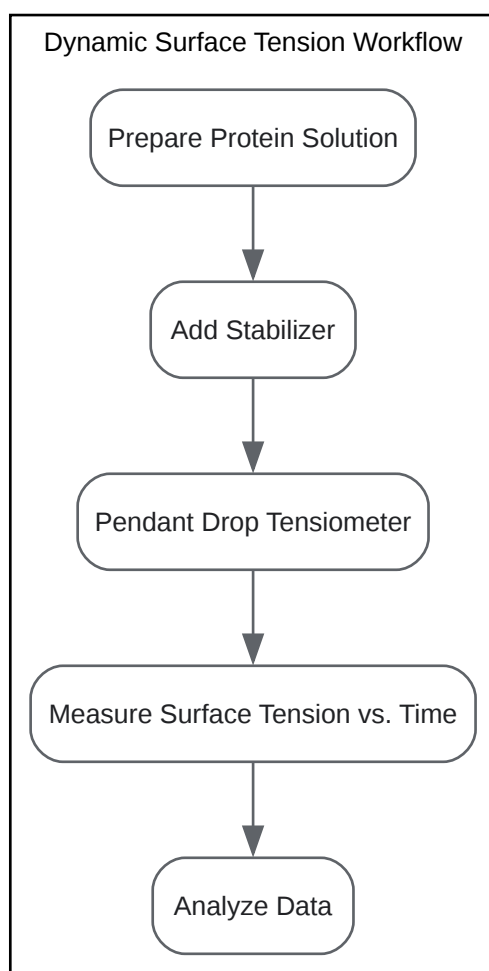 Dynamic Surface Tension Workflow
Prepare Protein Solution
Add Stabilizer
Pendant Drop Tensiometer
Measure Surface Tension vs. Time
Analyze Data